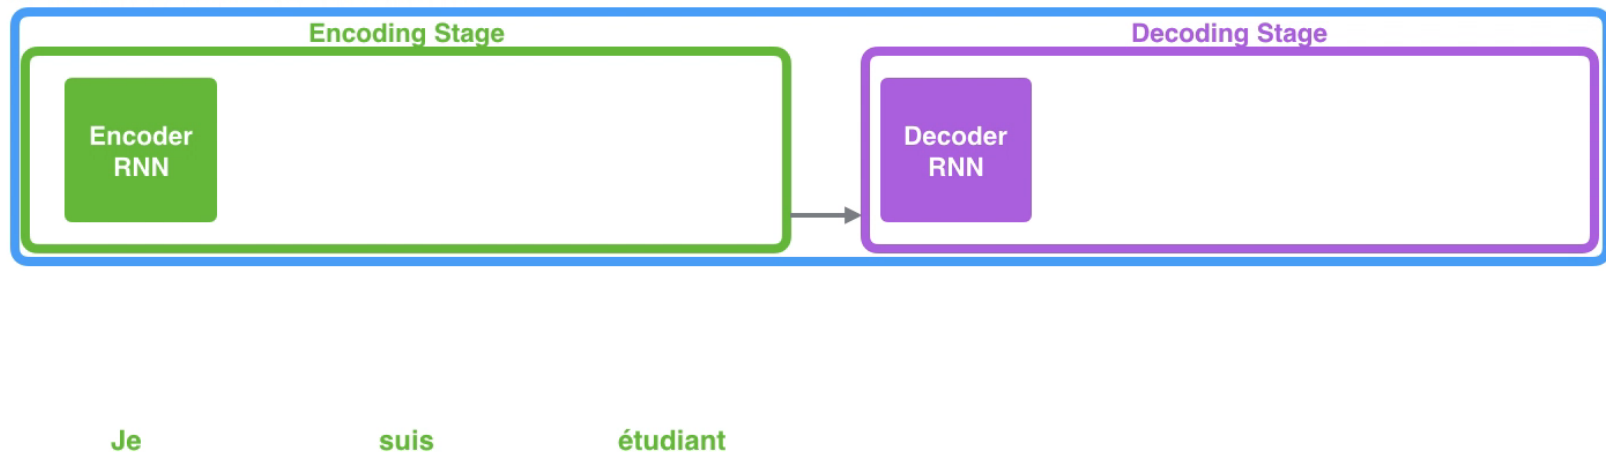 Encoding Stage
Decoding Stage
Encoder
RNN
Decoder
RNN
Je suis étudiant